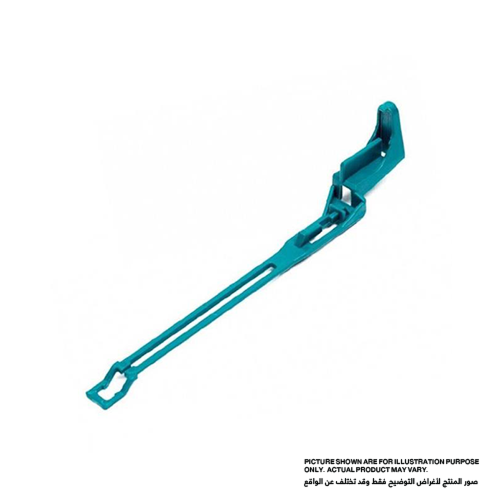 PICTURE SHOWN ARE FOR ILLUSTRATION PURPOSE
ONLY. ACTUAL PRODUCT MAY VARY.
صور المنتج لأغراض التوضيح فقط وقد تختلف عن الواقع